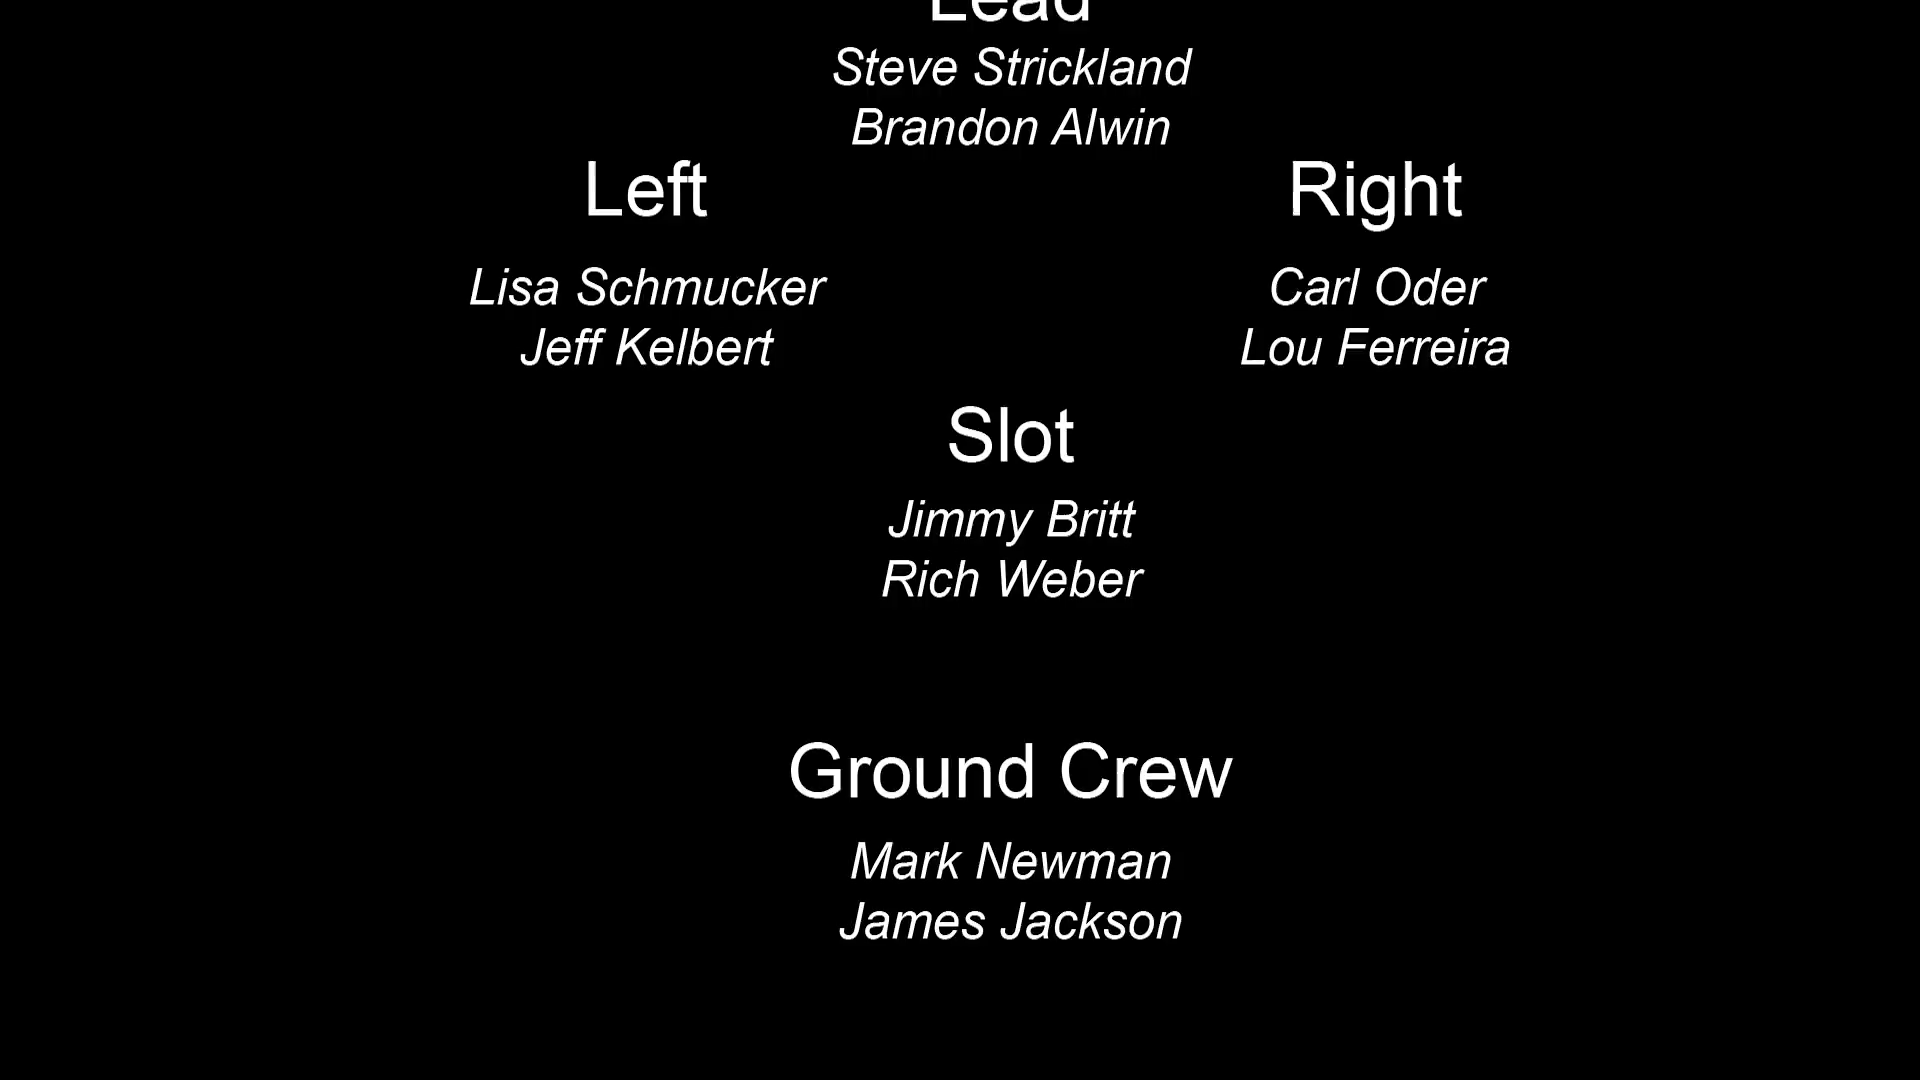 Lead
Steve Strickland
Brandon Alwin
Left
Right
Lisa Schmucker
Carl Oder
Jeff Kelbert
Lou Ferreira
Slot
Jimmy Britt
Rich Weber
Ground Crew
Mark Newman
James Jackson